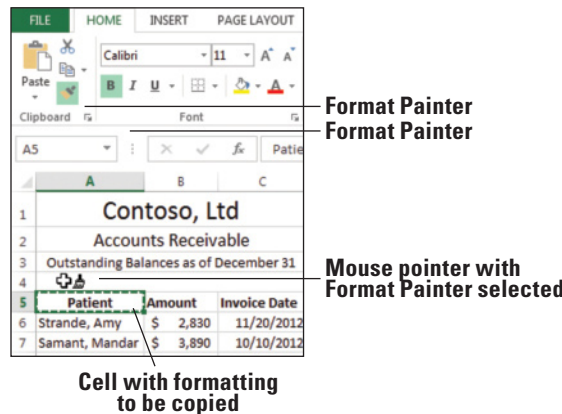 FILE HOME INSERT PAGE LAYOUT
Calibri 11 A A
Paste
B I U A
Clipboard Font
Format Painter
Format Painter
A5 fx Patie
A B C
1 Contoso, Ltd
2 Accounts Receivable
3 Outstanding Balances as of December 31
4
Mouse pointer with
Format Painter selected
5 Patient Amount Invoice Date
6 Strande, Amy $ 2,830 11/20/2012
7 Samant, Mandar $ 3,890 10/10/2012
Cell with formatting
to be copied